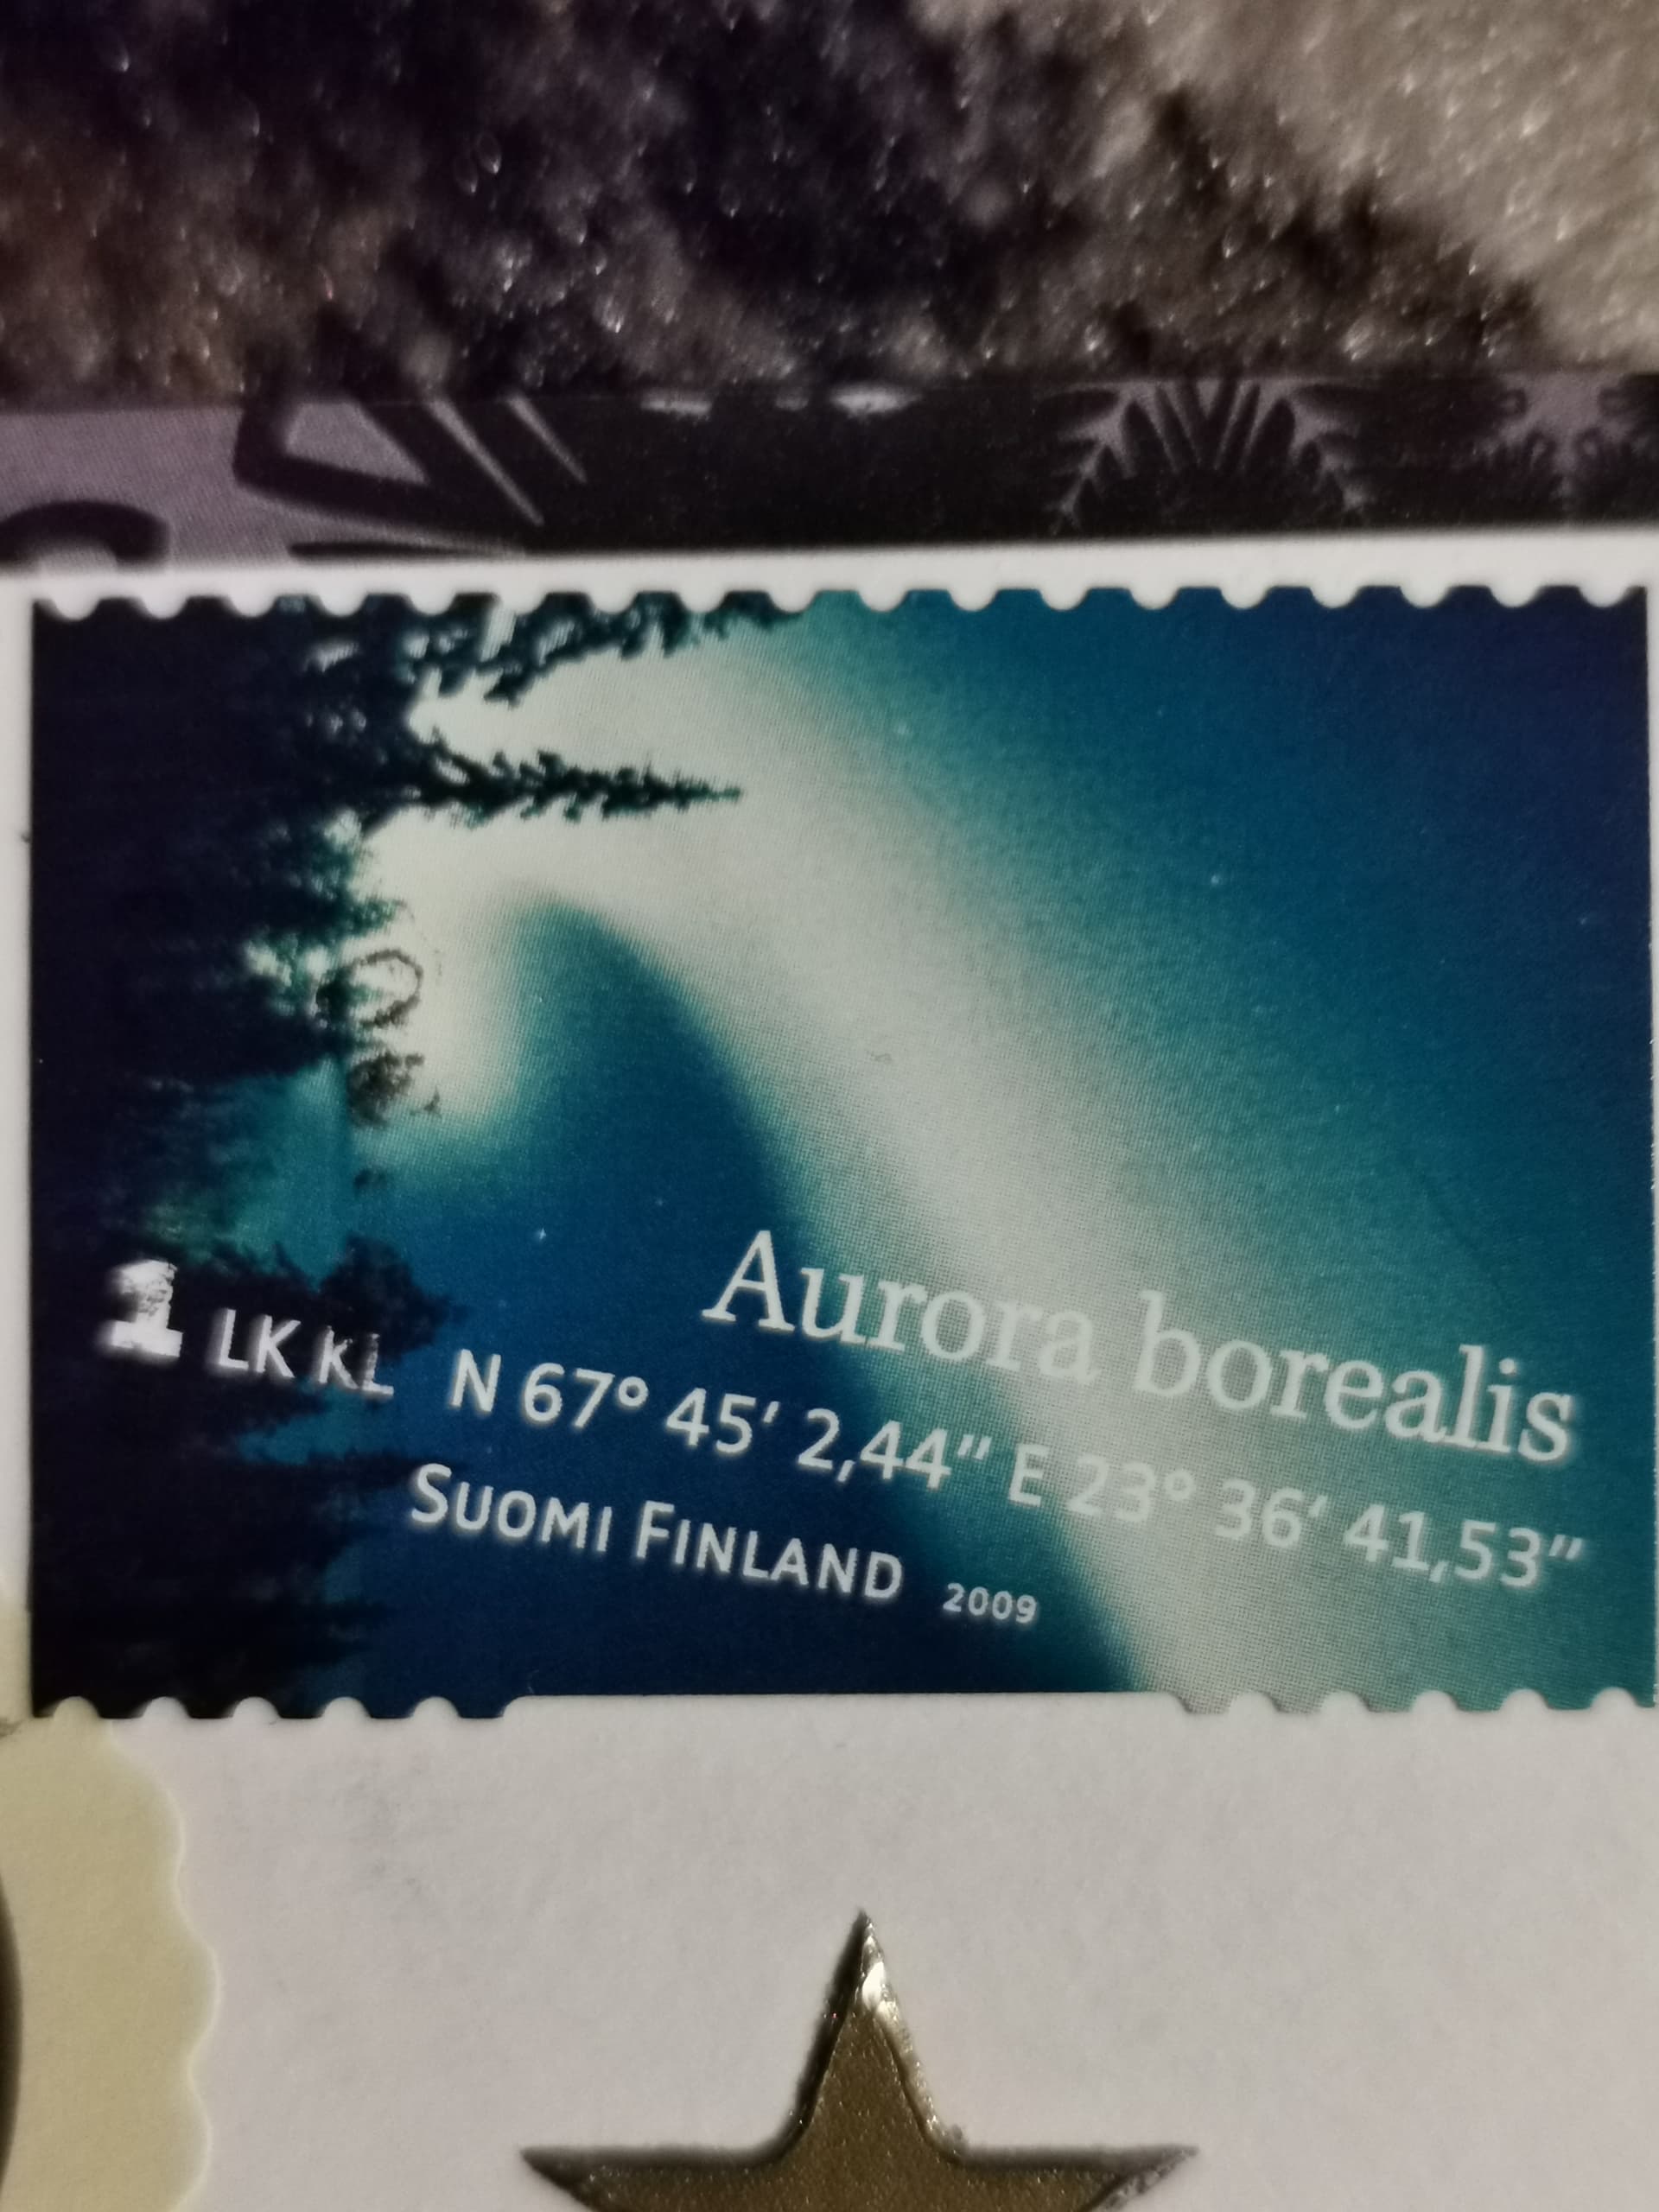 Aurora borealis
1 LK KL N 67° 45′ 2,44″ E 23° 36′ 41,53″
SUOMI FINLAND 2009